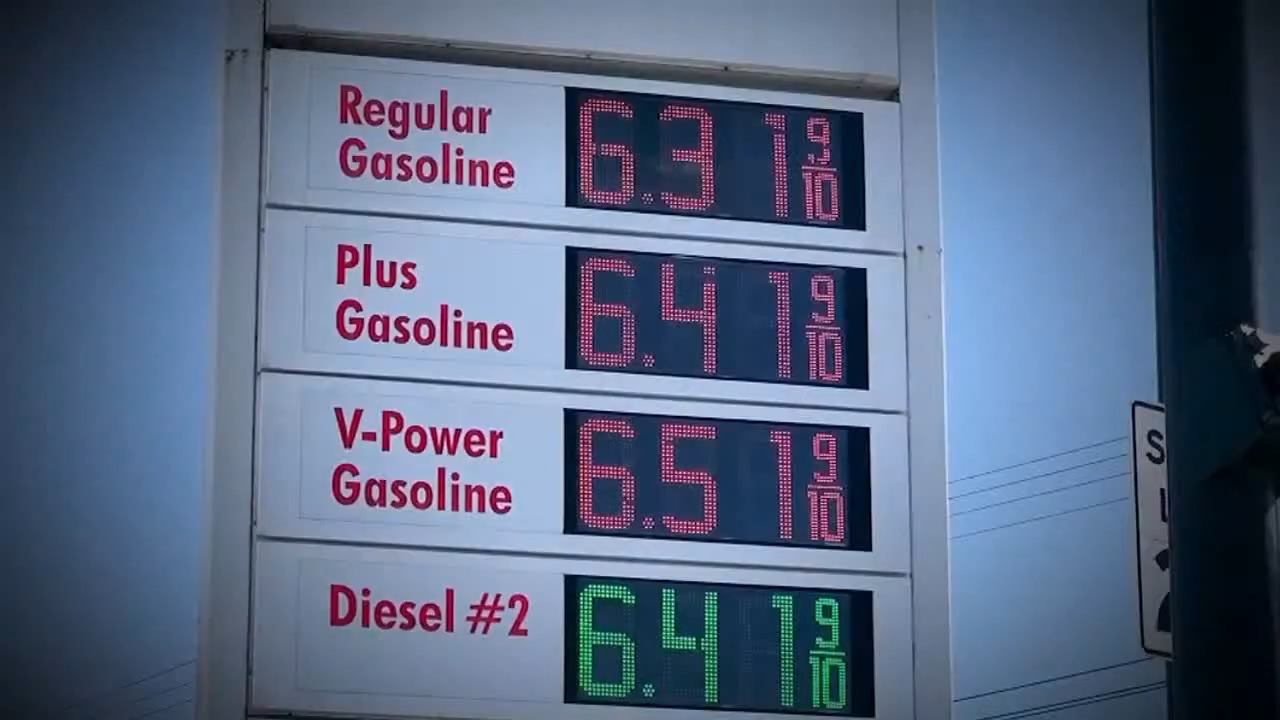 Regular
Gasoline
6.31 9/10
Plus
Gasoline
6.41 9/10
V-Power
Gasoline
6.51 9/10
Diesel #2
6.41 9/10
S